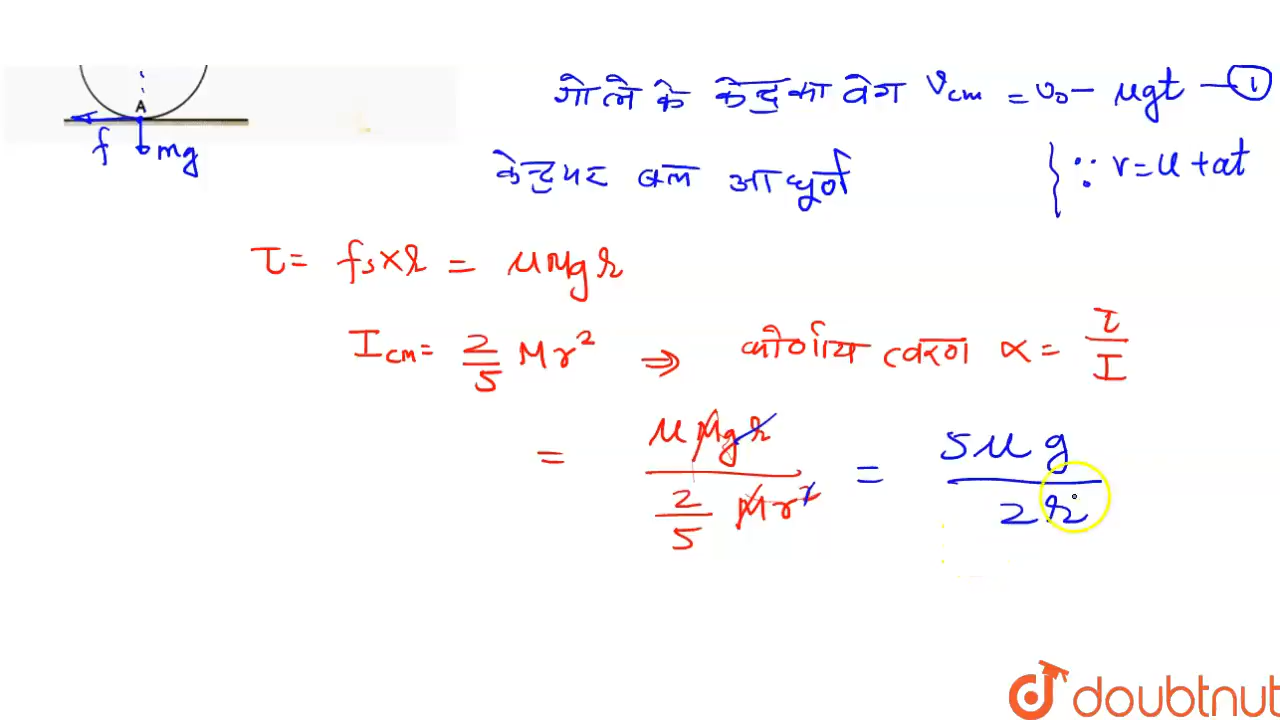 A
f
mg
गोले के केन्द्र का वेग Vcm = v₀ - μgt — ①
केन्द्र पर बल आघूर्ण } ∵ v = u + at
τ = fs × r = μMgr
Icm = 2/5 Mr² ⇒ कोणीय त्वरण α = τ/I
= μMgr / (2/5 Mr²) = 5μg / 2r
doubtnut